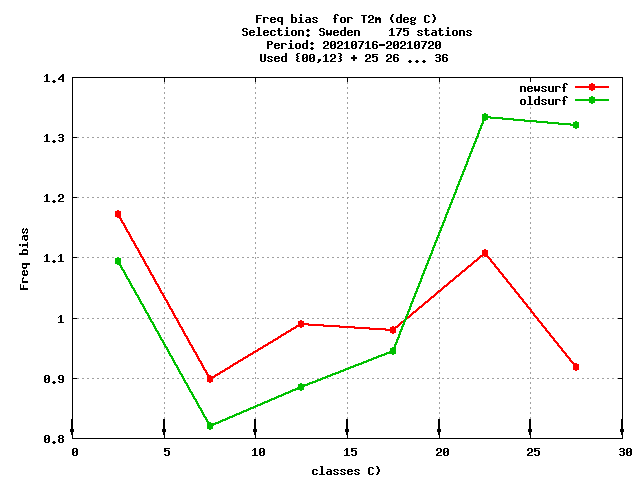 Freq bias for T2m (deg C)
Selection: Sweden 175 stations
Period: 20210716-20210720
Used {00,12} + 25 26 ... 36
newsurf
oldsurf
1.4
1.3
1.2
1.1
1
0.9
0.8
Freq bias
0 5 10 15 20 25 30
classes C)